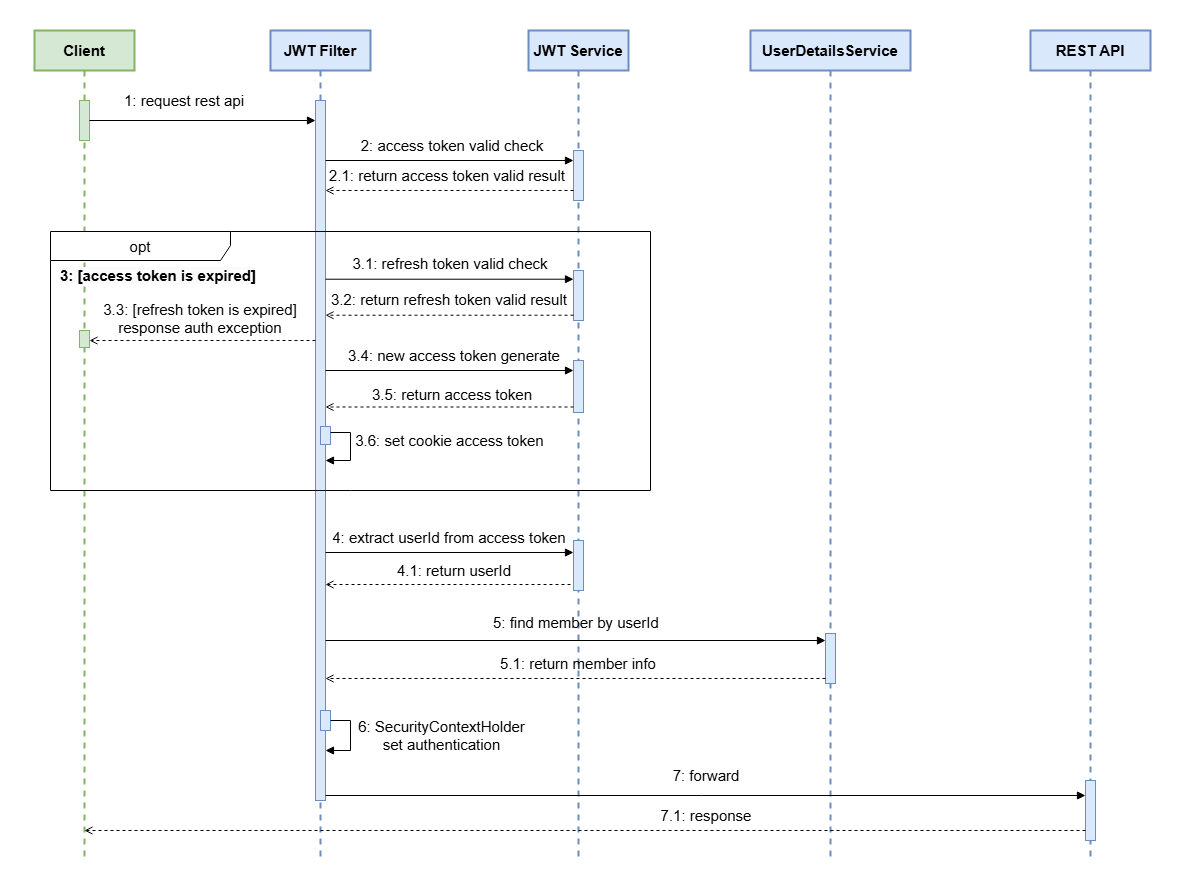 Client
JWT Filter
JWT Service
UserDetailsService
REST API
1: request rest api
2: access token valid check
2.1: return access token valid result
opt
3: [access token is expired]
3.1: refresh token valid check
3.2: return refresh token valid result
3.3: [refresh token is expired]
response auth exception
3.4: new access token generate
3.5: return access token
3.6: set cookie access token
4: extract userId from access token
4.1: return userId
5: find member by userId
5.1: return member info
6: SecurityContextHolder
set authentication
7: forward
7.1: response